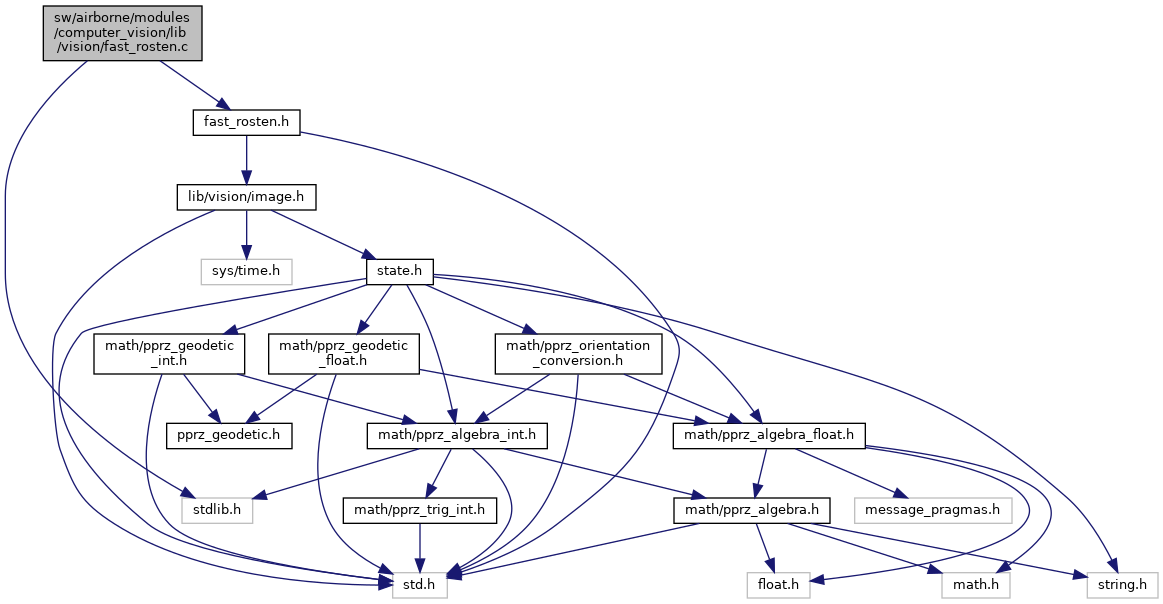 sw/airborne/modules
/computer_vision/lib
/vision/fast_rosten.c
fast_rosten.h
lib/vision/image.h
sys/time.h
state.h
math/pprz_geodetic
_int.h
math/pprz_geodetic
_float.h
math/pprz_orientation
_conversion.h
pprz_geodetic.h
math/pprz_algebra_int.h
math/pprz_algebra_float.h
stdlib.h
math/pprz_trig_int.h
math/pprz_algebra.h
message_pragmas.h
std.h
float.h
math.h
string.h